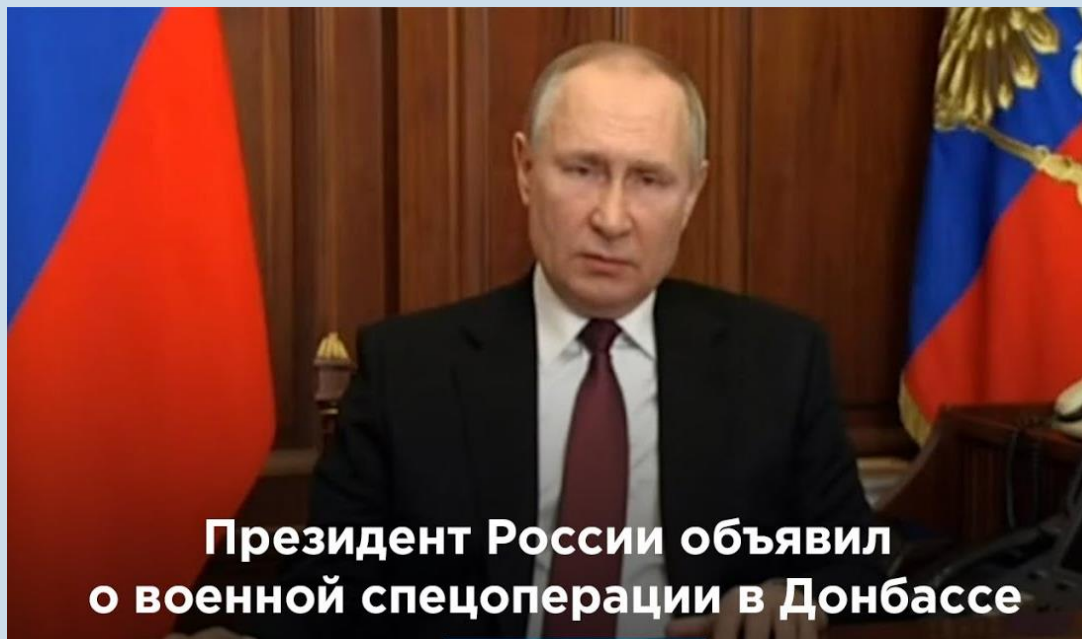 Президент России объявил
о военной спецоперации в Донбассе